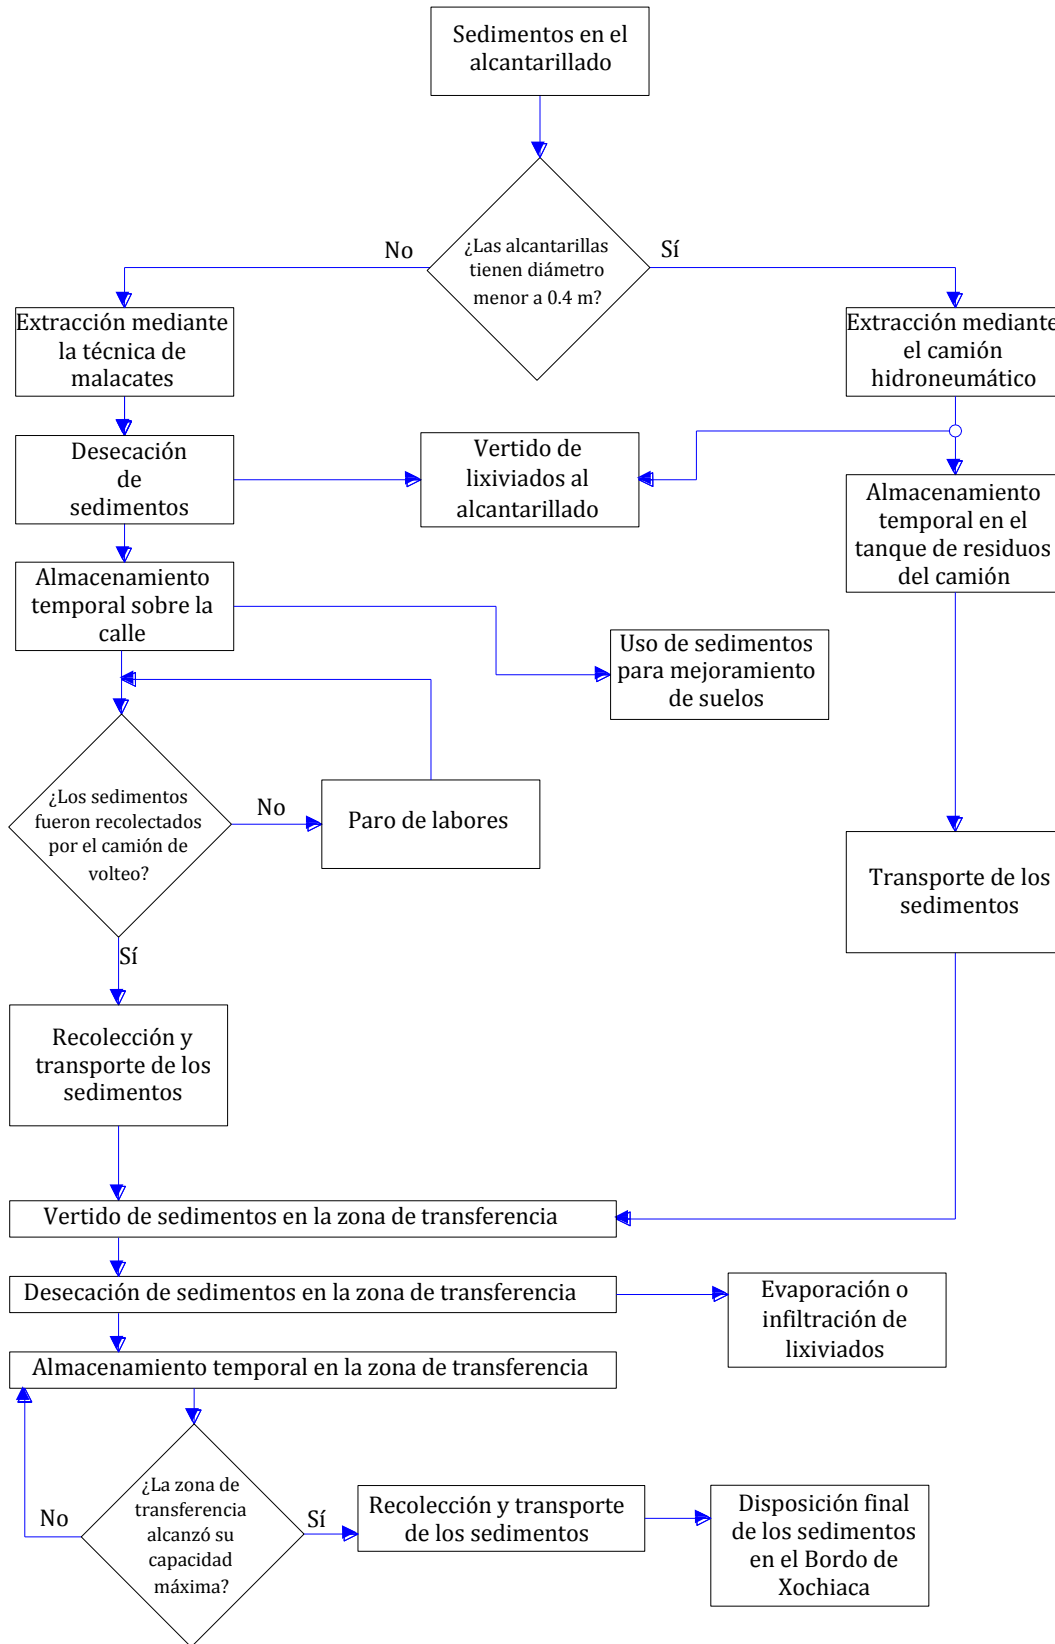 Sedimentos en el
alcantarillado
¿Las alcantarillas
tienen diámetro
menor a 0.4 m?
No
Sí
Extracción mediante
la técnica de
malacates
Extracción mediante
el camión
hidroneumático
Desecación
de
sedimentos
Vertido de
lixiviados al
alcantarillado
Almacenamiento
temporal en el
tanque de residuos
del camión
Almacenamiento
temporal sobre la
calle
Uso de sedimentos
para mejoramiento
de suelos
¿Los sedimentos
fueron recolectados
por el camión de
volteo?
No
Paro de labores
Transporte de los
sedimentos
Sí
Recolección y
transporte de los
sedimentos
Vertido de sedimentos en la zona de transferencia
Desecación de sedimentos en la zona de transferencia
Evaporación o
infiltración de
lixiviados
Almacenamiento temporal en la zona de transferencia
¿La zona de
transferencia
alcanzó su
capacidad
máxima?
No
Sí
Recolección y transporte
de los sedimentos
Disposición final
de los sedimentos
en el Bordo de
Xochiaca